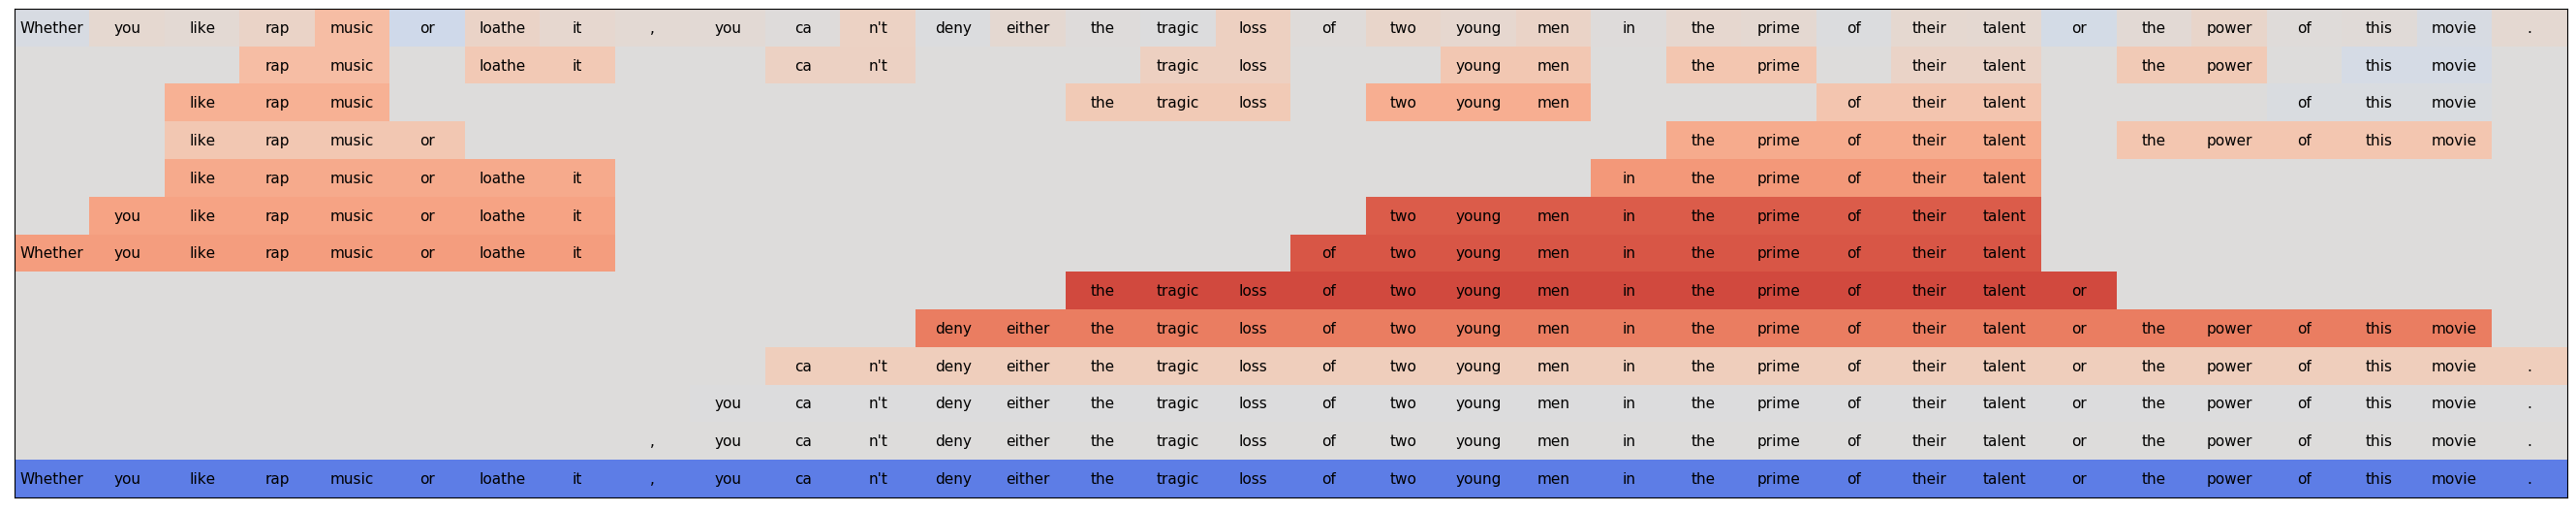 Whether you like rap music or loathe it , you ca n't deny either the tragic loss of two young men in the prime of their talent or the power of this movie .
rap music loathe it ca n't tragic loss young men the prime their talent the power this movie
like rap music the tragic loss two young men of their talent of this movie
like rap music or the prime of their talent the power of this movie
like rap music or loathe it in the prime of their talent
you like rap music or loathe it two young men in the prime of their talent
Whether you like rap music or loathe it of two young men in the prime of their talent
the tragic loss of two young men in the prime of their talent or
deny either the tragic loss of two young men in the prime of their talent or the power of this movie
ca n't deny either the tragic loss of two young men in the prime of their talent or the power of this movie .
you ca n't deny either the tragic loss of two young men in the prime of their talent or the power of this movie .
, you ca n't deny either the tragic loss of two young men in the prime of their talent or the power of this movie .
Whether you like rap music or loathe it , you ca n't deny either the tragic loss of two young men in the prime of their talent or the power of this movie .